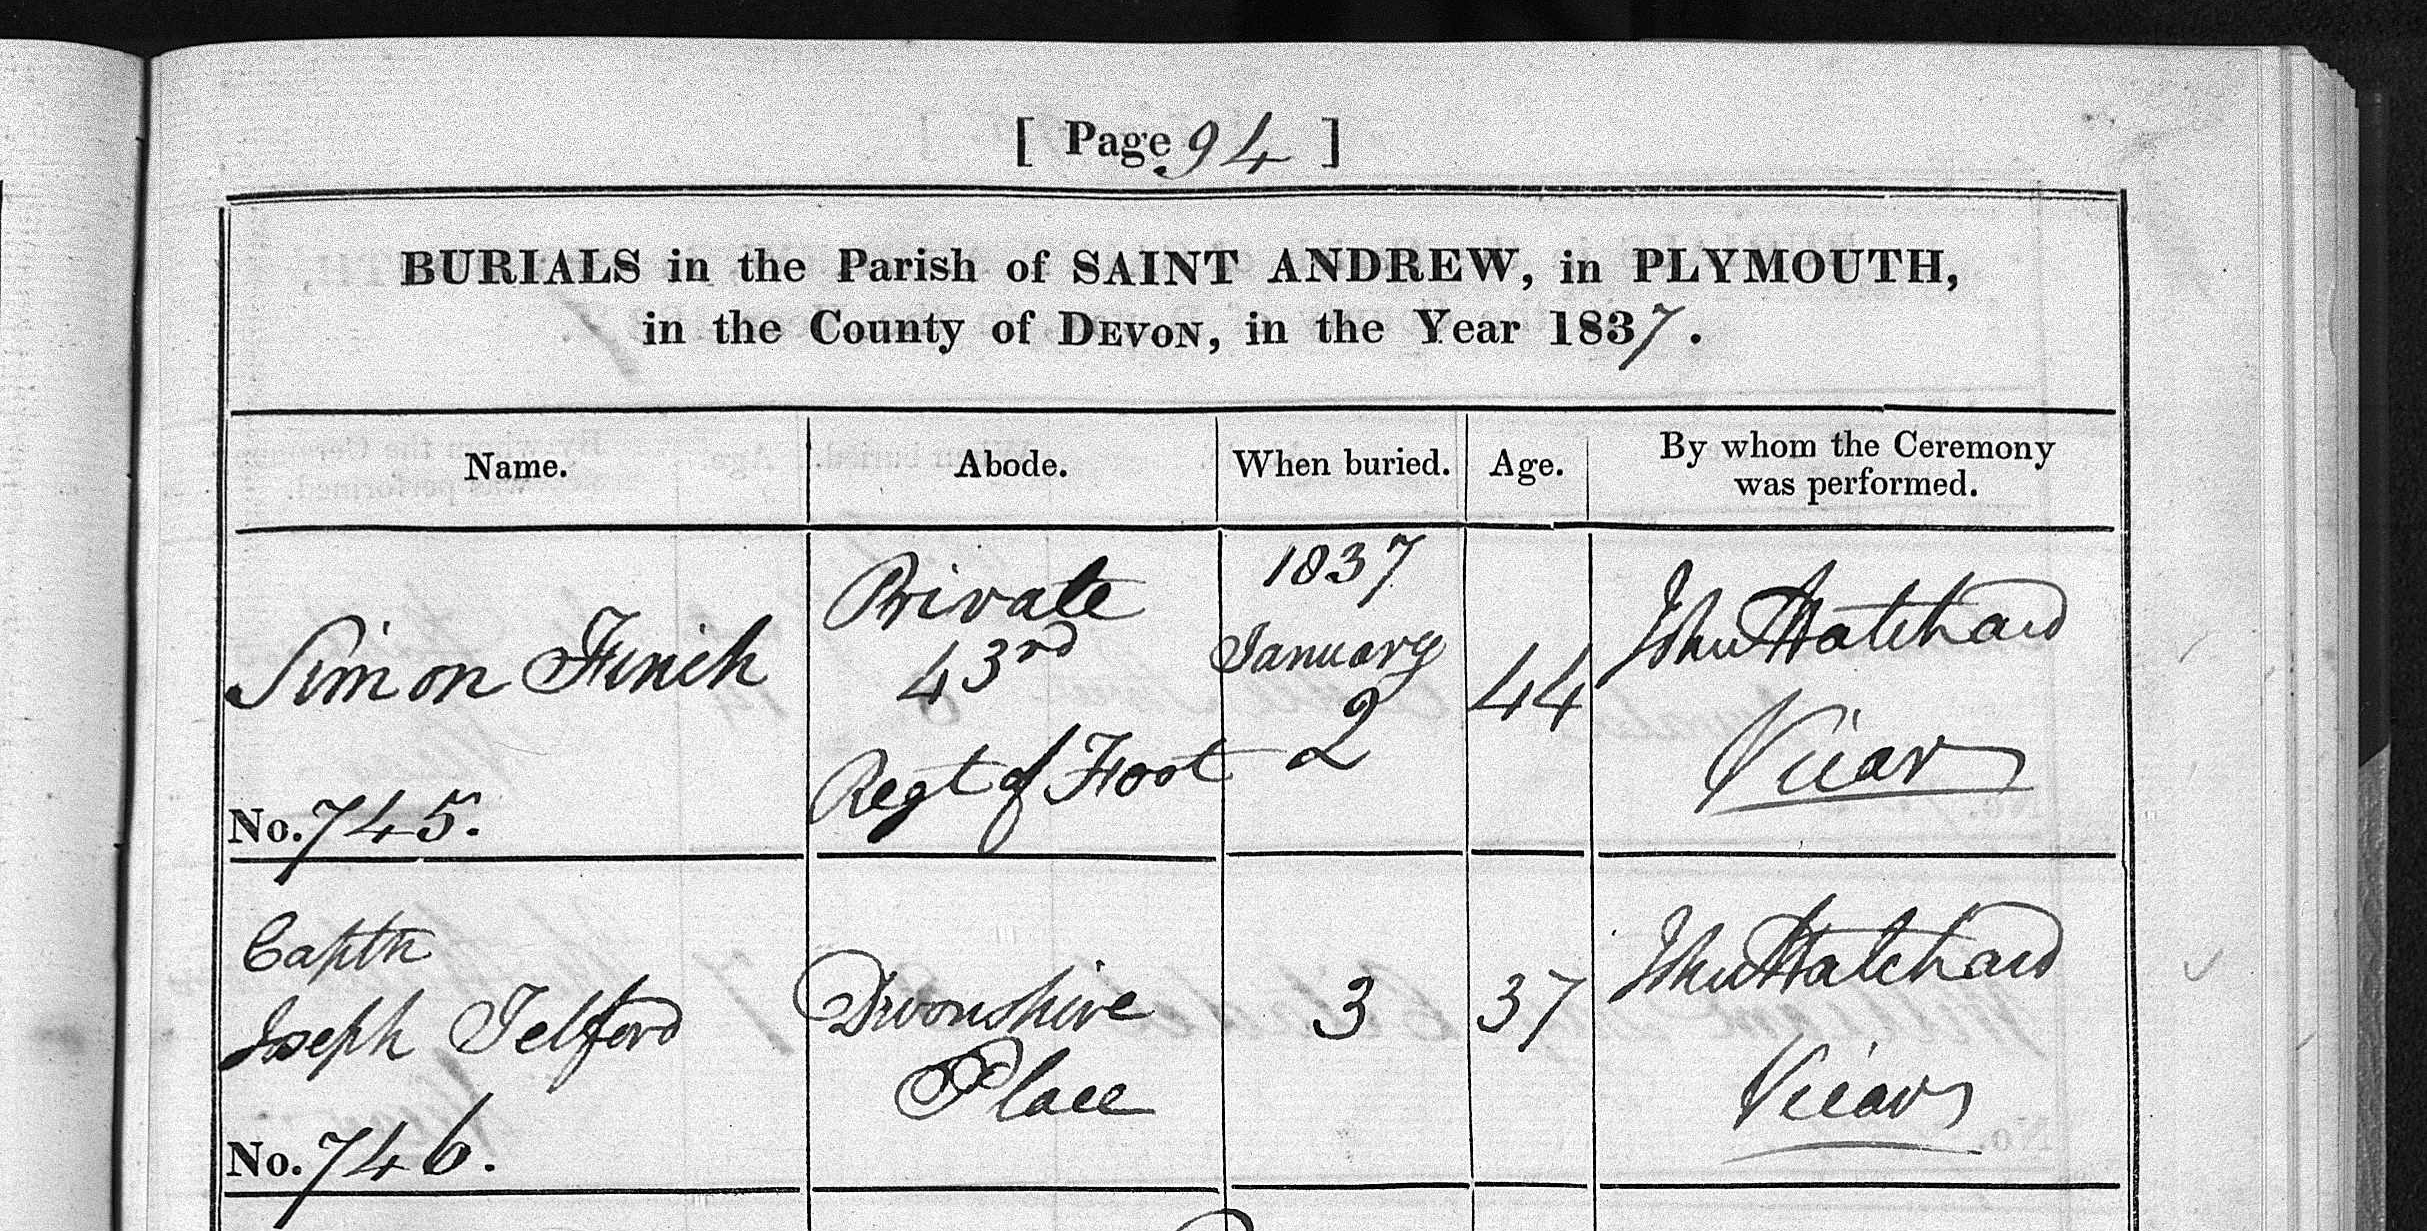 [ Page 94 ]
BURIALS in the Parish of SAINT ANDREW, in PLYMOUTH,
in the County of DEVON, in the Year 1837.
Name. Abode. When buried. Age. By whom the Ceremony
was performed.
Simon Finch
No. 745.
Private
43rd
Regt of Foot
1837
January
2
44
John Hatchard
Vicar
Captn
Joseph Telford
No. 746.
Devonshire
Place
3
37
John Hatchard
Vicar